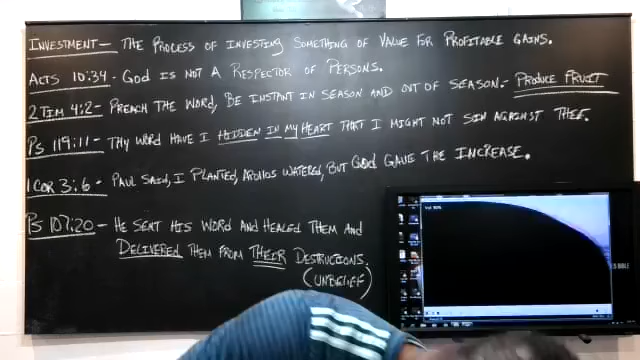 INVESTMENT - THE PROCESS OF INVESTING SOMETHING OF VALUE FOR PROFITABLE GAINS.
ACTS 10:34 - GOD IS NOT A RESPECTOR OF PERSONS.
2 TIM 4:2 - PREACH THE WORD, BE INSTANT IN SEASON AND OUT OF SEASON. - PRODUCE FRUIT
PS 119:11 - THY WORD HAVE I HIDDEN IN MY HEART THAT I MIGHT NOT SIN AGAINST THEE.
1 COR 3:6 - PAUL SAID, I PLANTED, APOLLOS WATERED, BUT GOD GAVE THE INCREASE.
PS 107:20 - HE SENT HIS WORD AND HEALED THEM AND
DELIVERED THEM FROM THEIR DESTRUCTIONS.
(UNBELIEF)
BIBLE